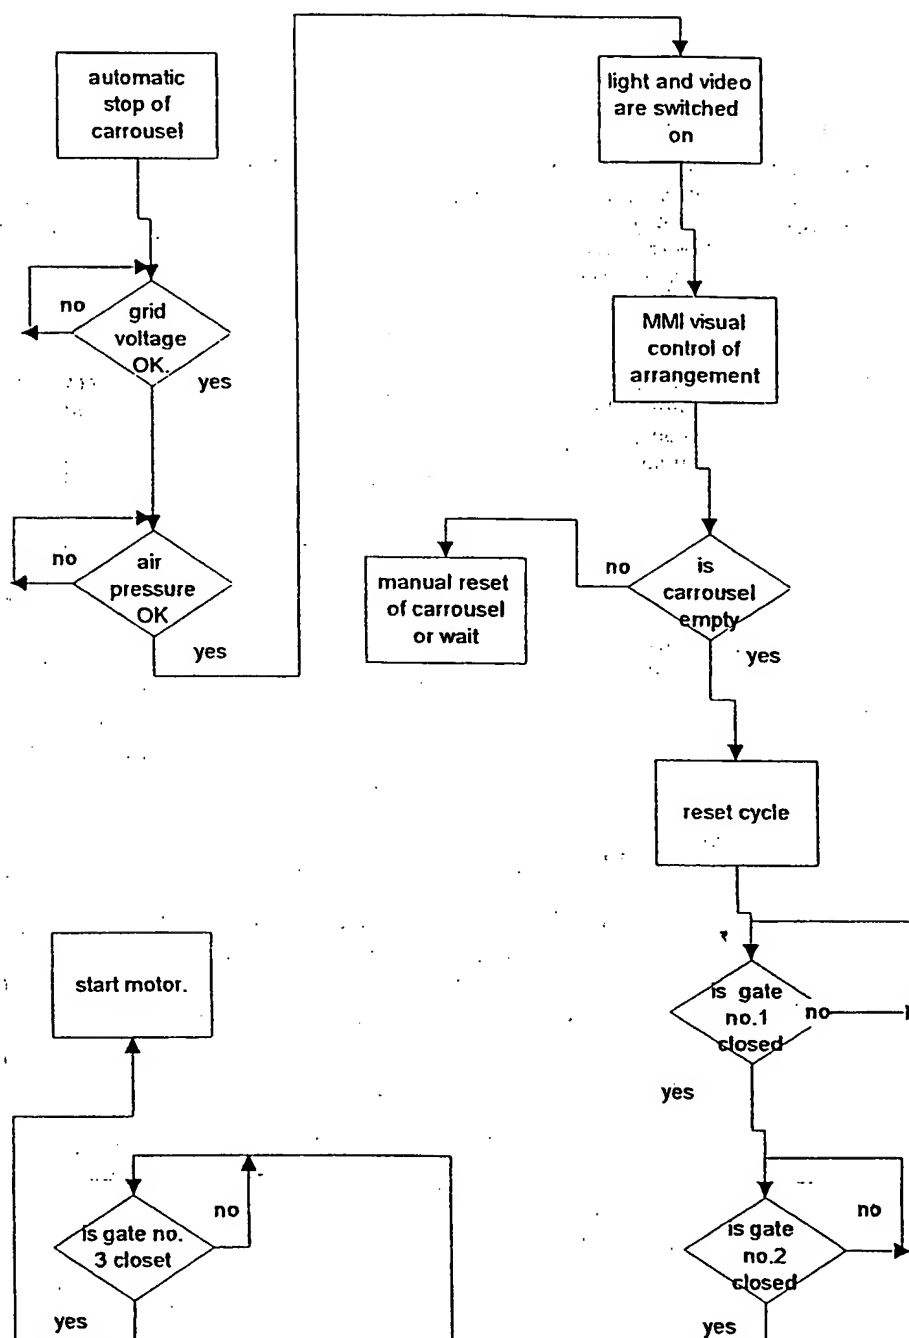 automatic
stop of
carrousel
no
grid
voltage
OK.
yes
no
air
pressure
OK
yes
light and video
are switched
on
MMI visual
control of
arrangement
is
carrousel
empty
no
manual reset
of carrousel
or wait
yes
reset cycle
is gate
no.1
closed
no
yes
is gate
no.2
closed
no
yes
is gate no.
3 closet
no
yes
start motor.